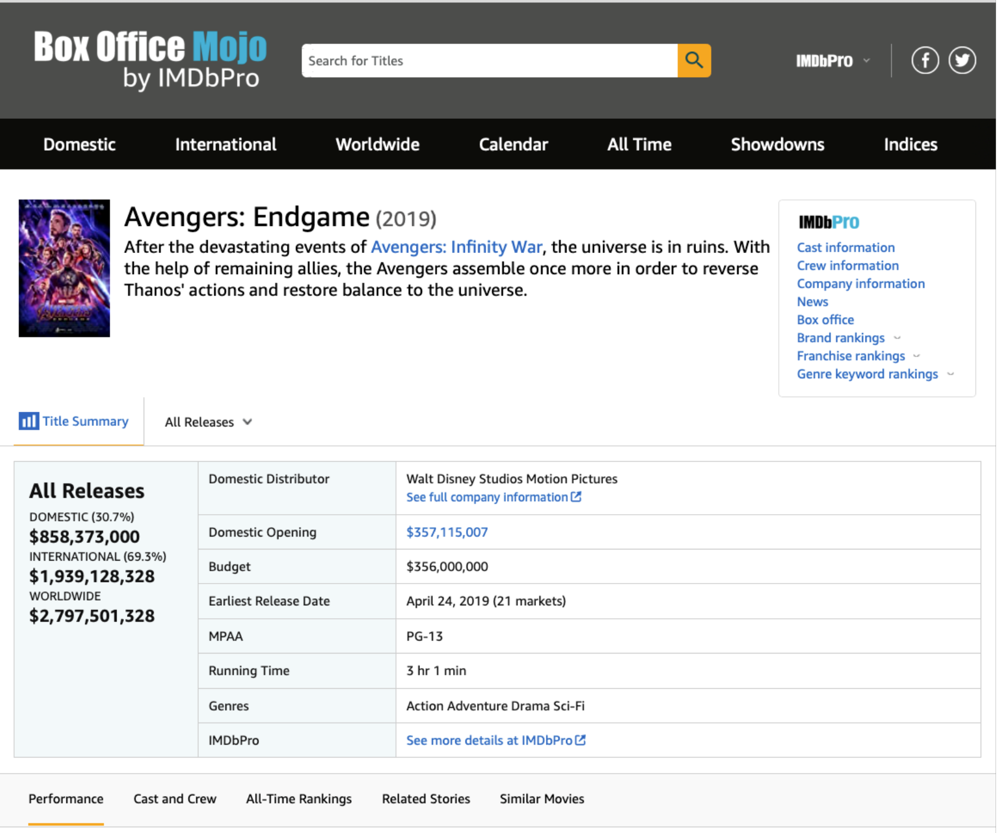 Box Office Mojo
by IMDbPro
Search for Titles
IMDbPro
Domestic International Worldwide Calendar All Time Showdowns Indices
Avengers: Endgame (2019)
After the devastating events of Avengers: Infinity War, the universe is in ruins. With
the help of remaining allies, the Avengers assemble once more in order to reverse
Thanos' actions and restore balance to the universe.
IMDbPro
Cast information
Crew information
Company information
News
Box office
Brand rankings
Franchise rankings
Genre keyword rankings
Title Summary
All Releases
All Releases
DOMESTIC (30.7%)
$858,373,000
INTERNATIONAL (69.3%)
$1,939,128,328
WORLDWIDE
$2,797,501,328
Domestic Distributor Walt Disney Studios Motion Pictures
See full company information
Domestic Opening $357,115,007
Budget $356,000,000
Earliest Release Date April 24, 2019 (21 markets)
MPAA PG-13
Running Time 3 hr 1 min
Genres Action Adventure Drama Sci-Fi
IMDbPro See more details at IMDbPro
Performance Cast and Crew All-Time Rankings Related Stories Similar Movies